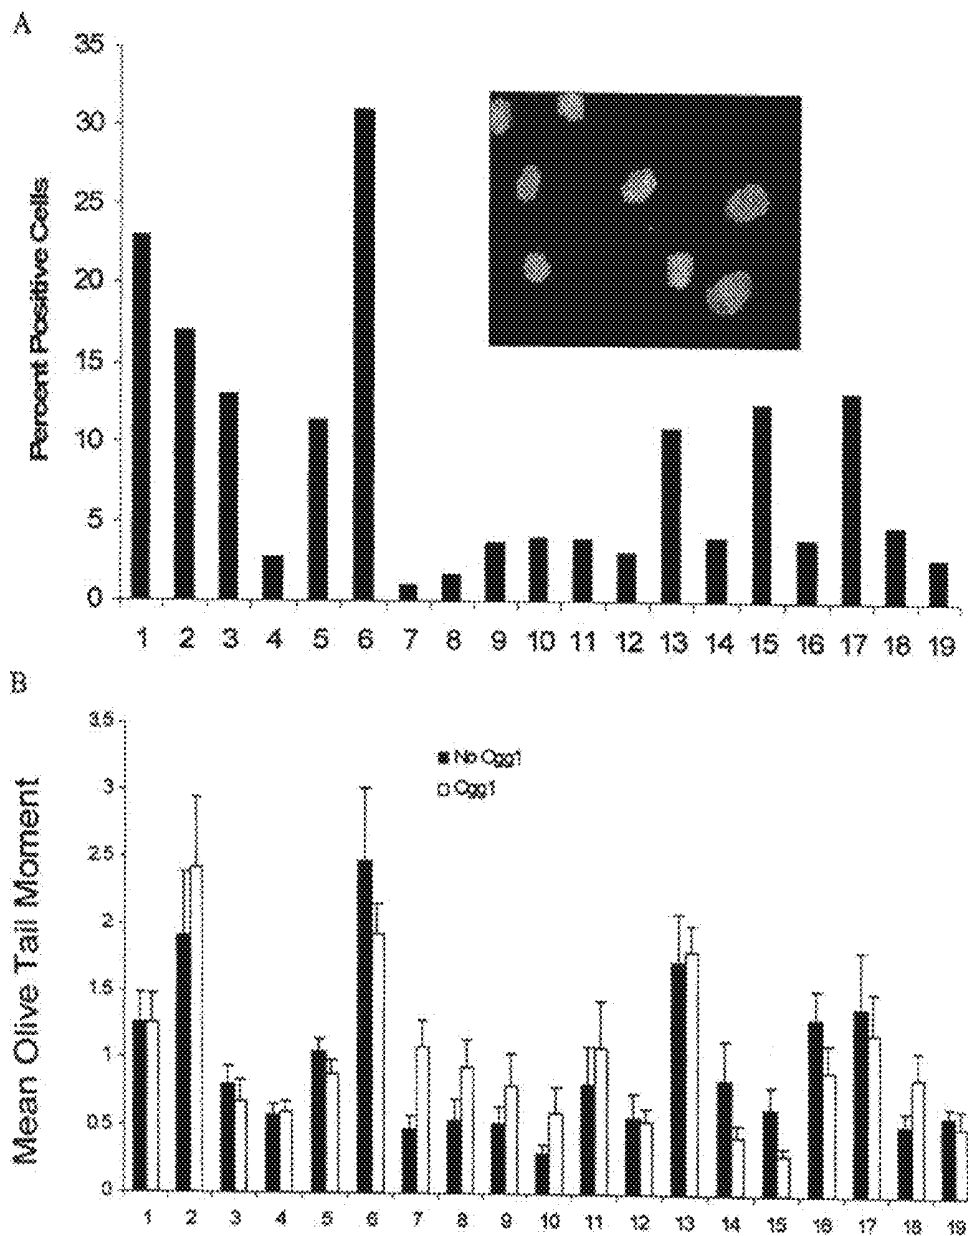 A
35
30
25
20
15
10
5
0
Percent Positive Cells
1 2 3 4 5 6 7 8 9 10 11 12 13 14 15 16 17 18 19
B
3.5
3
2.5
2
1.5
1
0.5
0
Mean Olive Tail Moment
No Ogg1
Ogg1
1 2 3 4 5 6 7 8 9 10 11 12 13 14 15 16 17 18 19